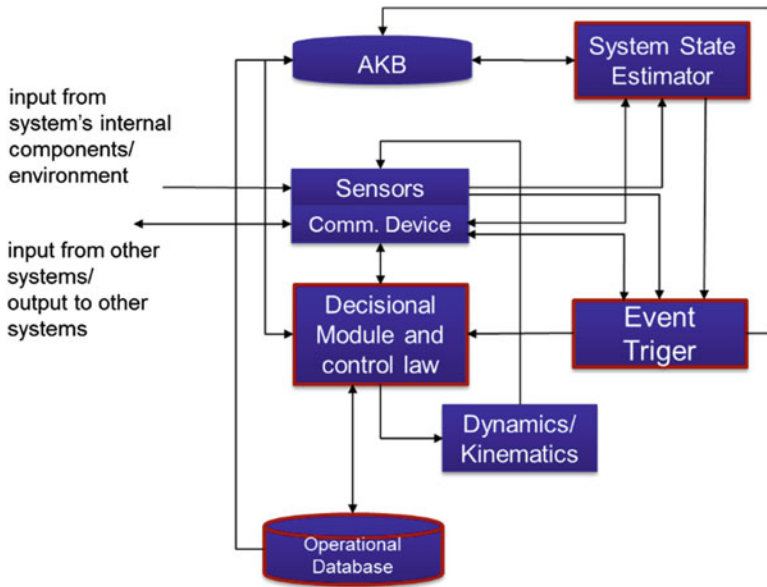 AKB
System State
Estimator
input from
system's internal
components/
environment
Sensors
Comm. Device
input from other
systems/
output to other
systems
Decisional
Module and
control law
Event
Triger
Dynamics/
Kinematics
Operational
Database